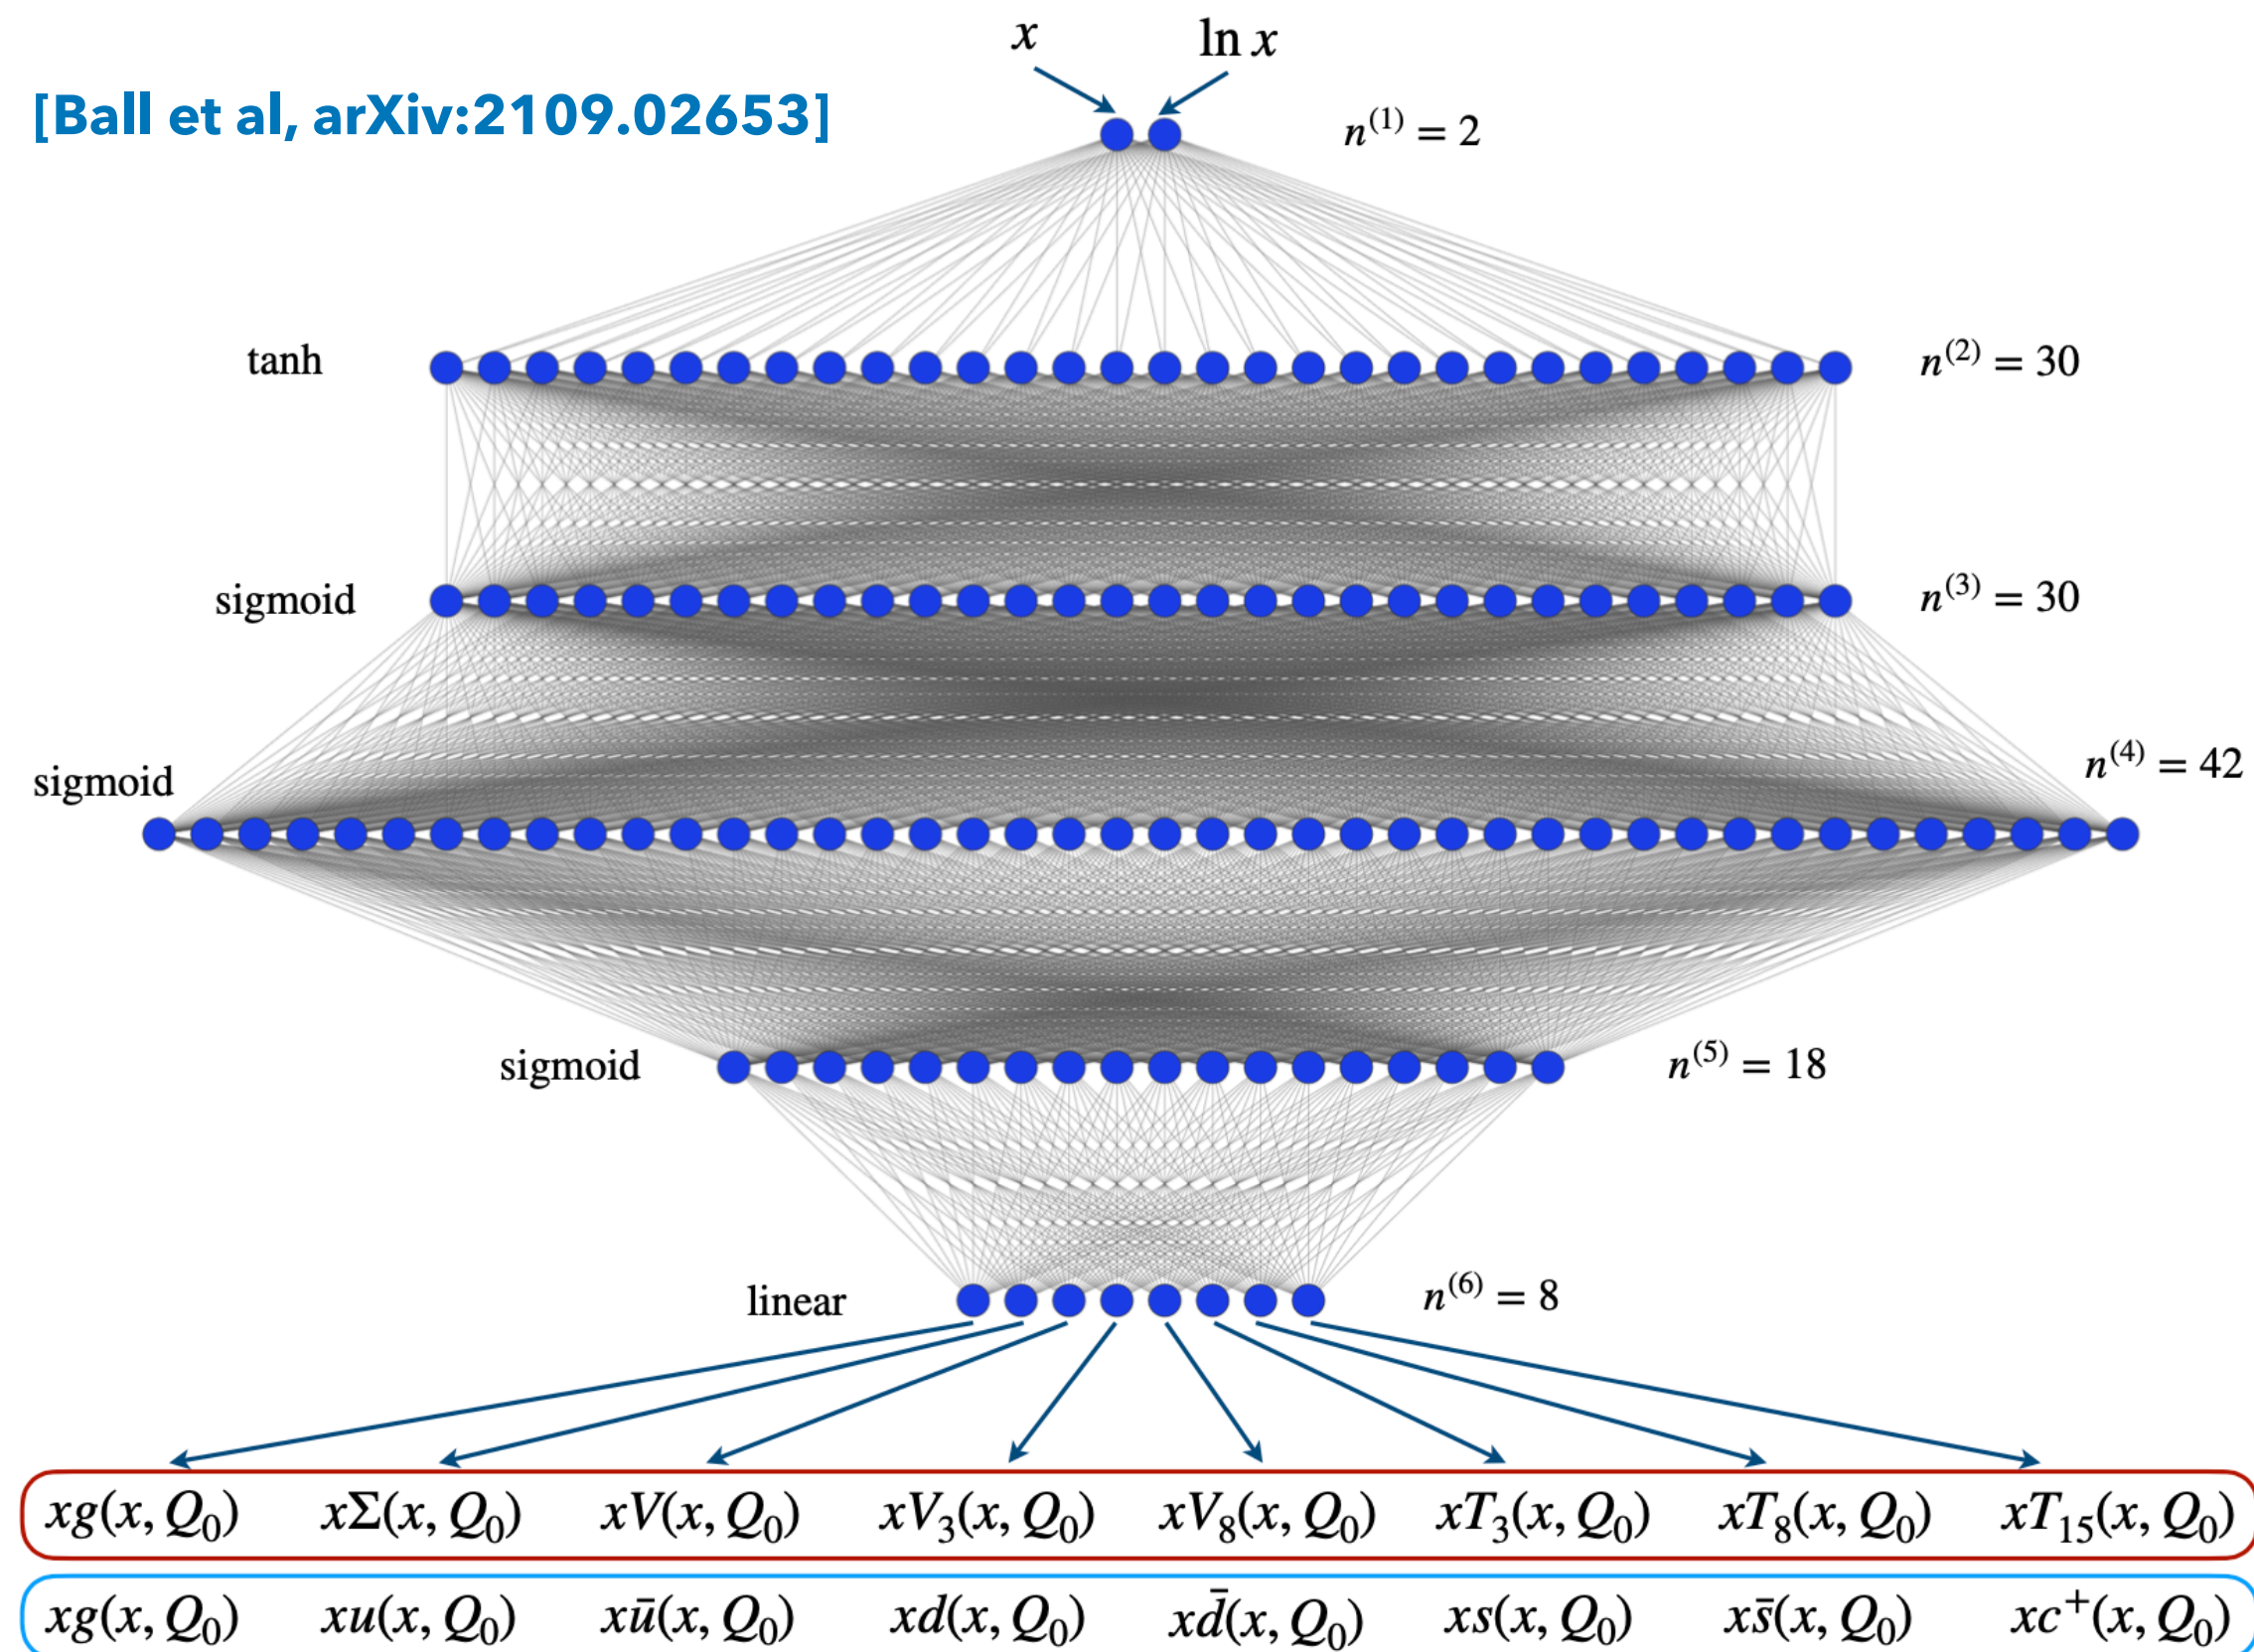 x ln x
[Ball et al, arXiv:2109.02653]
n⁽¹⁾ = 2
tanh
n⁽²⁾ = 30
sigmoid
n⁽³⁾ = 30
sigmoid
n⁽⁴⁾ = 42
sigmoid
n⁽⁵⁾ = 18
linear
n⁽⁶⁾ = 8
xg(x, Q₀) xΣ(x, Q₀) xV(x, Q₀) xV₃(x, Q₀) xV₈(x, Q₀) xT₃(x, Q₀) xT₈(x, Q₀) xT₁₅(x, Q₀)
xg(x, Q₀) xu(x, Q₀) xū(x, Q₀) xd(x, Q₀) xd̄(x, Q₀) xs(x, Q₀) xs̄(x, Q₀) xc⁺(x, Q₀)